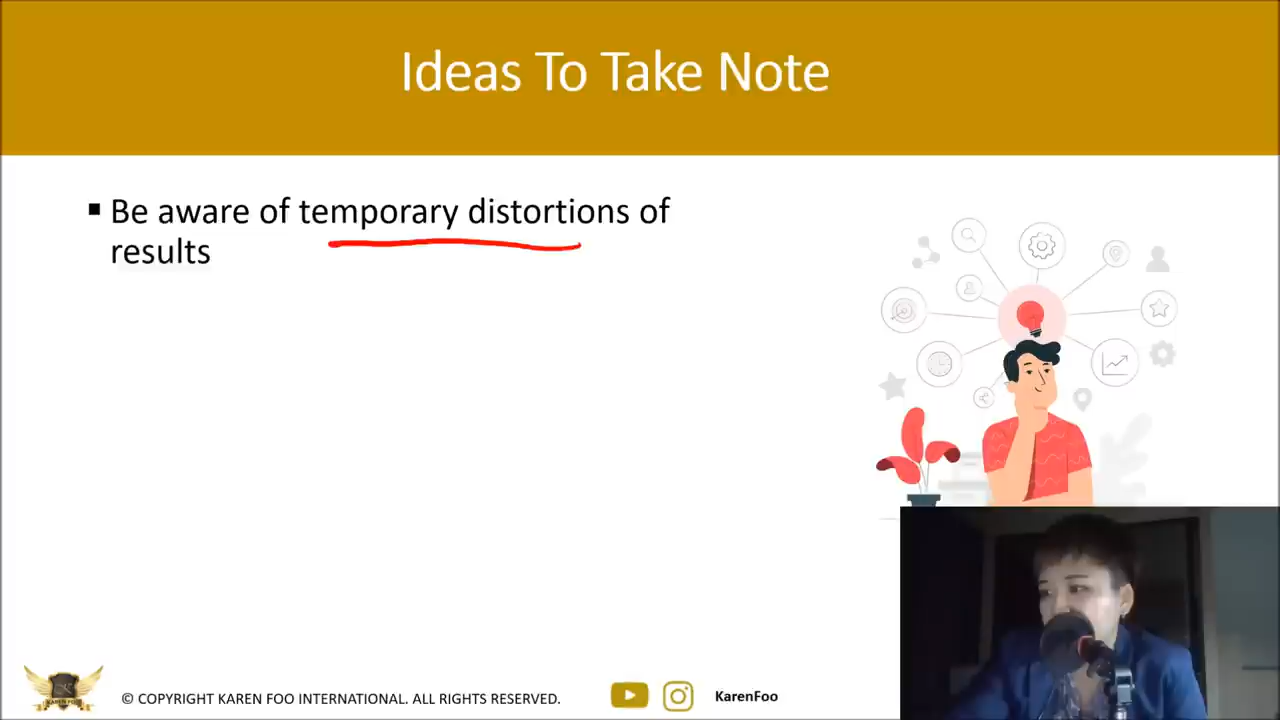 Ideas To Take Note
Be aware of temporary distortions of
results
© COPYRIGHT KAREN FOO INTERNATIONAL. ALL RIGHTS RESERVED.
KarenFoo